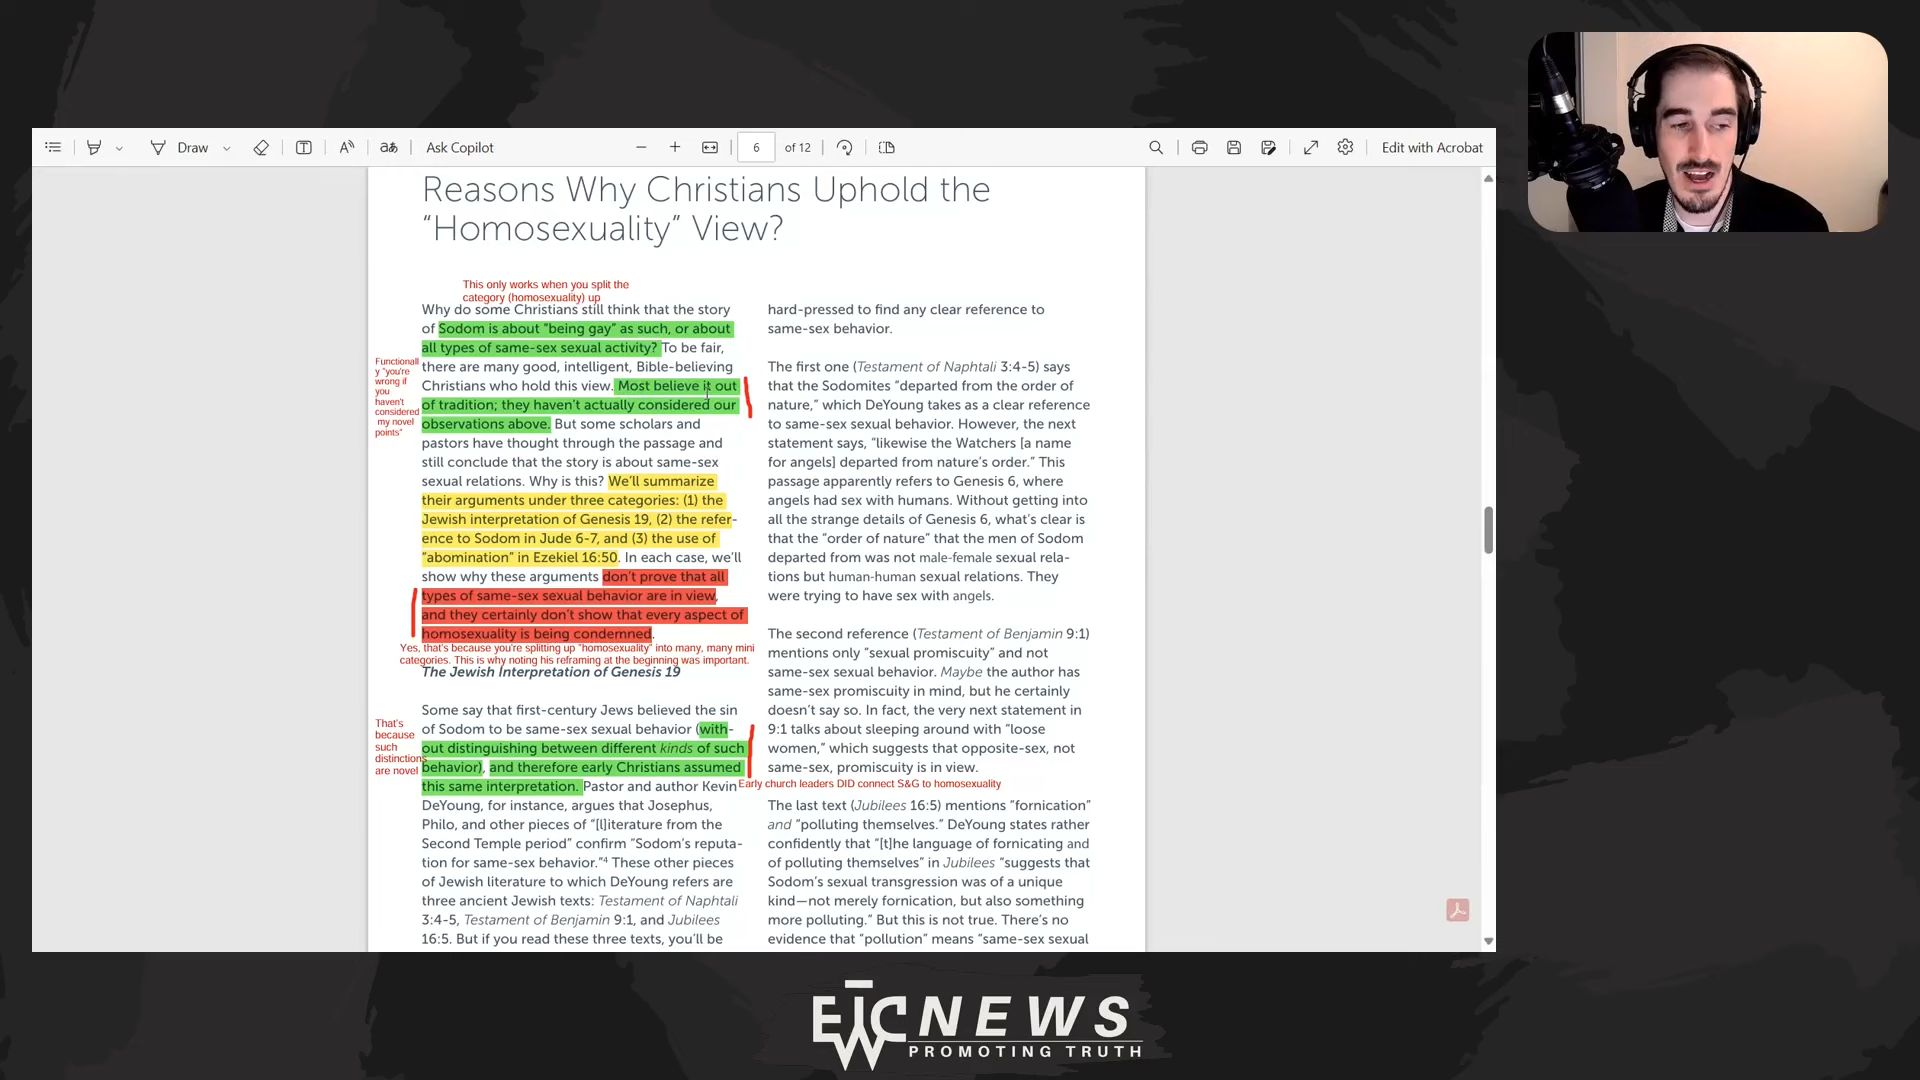 Draw
Ask Copilot
6
of 12
Edit with Acrobat
Reasons Why Christians Uphold the
“Homosexuality” View?
This only works when you split the
category (homosexuality) up
Why do some Christians still think that the story
of Sodom is about “being gay” as such, or about
all types of same-sex sexual activity? To be fair,
there are many good, intelligent, Bible-believing
Christians who hold this view. Most believe it out
of tradition; they haven’t actually considered our
observations above. But some scholars and
pastors have thought through the passage and
still conclude that the story is about same-sex
sexual relations. Why is this? We’ll summarize
their arguments under three categories: (1) the
Jewish interpretation of Genesis 19, (2) the refer-
ence to Sodom in Jude 6-7, and (3) the use of
“abomination” in Ezekiel 16:50. In each case, we’ll
show why these arguments don’t prove that all
types of same-sex sexual behavior are in view,
and they certainly don’t show that every aspect of
homosexuality is being condemned.
Functionall
y "you're
wrong if
you
haven't
considered
my novel
points"
Yes, that's because you're splitting up "homosexuality" into many, many mini
categories. This is why noting his reframing at the beginning was important.
The Jewish Interpretation of Genesis 19
Some say that first-century Jews believed the sin
of Sodom to be same-sex sexual behavior (with-
out distinguishing between different kinds of such
behavior), and therefore early Christians assumed
this same interpretation. Pastor and author Kevin
DeYoung, for instance, argues that Josephus,
Philo, and other pieces of “[l]iterature from the
Second Temple period” confirm “Sodom’s reputa-
tion for same-sex behavior.”⁴ These other pieces
of Jewish literature to which DeYoung refers are
three ancient Jewish texts: Testament of Naphtali
3:4-5, Testament of Benjamin 9:1, and Jubilees
16:5. But if you read these three texts, you’ll be
That's
because
such
distinctions
are novel
hard-pressed to find any clear reference to
same-sex behavior.
The first one (Testament of Naphtali 3:4-5) says
that the Sodomites “departed from the order of
nature,” which DeYoung takes as a clear reference
to same-sex sexual behavior. However, the next
statement says, “likewise the Watchers [a name
for angels] departed from nature’s order.” This
passage apparently refers to Genesis 6, where
angels had sex with humans. Without getting into
all the strange details of Genesis 6, what’s clear is
that the “order of nature” that the men of Sodom
departed from was not male-female sexual rela-
tions but human-human sexual relations. They
were trying to have sex with angels.
The second reference (Testament of Benjamin 9:1)
mentions only “sexual promiscuity” and not
same-sex sexual behavior. Maybe the author has
same-sex promiscuity in mind, but he certainly
doesn’t say so. In fact, the very next statement in
9:1 talks about sleeping around with “loose
women,” which suggests that opposite-sex, not
same-sex, promiscuity is in view.
Early church leaders DID connect S&G to homosexuality
The last text (Jubilees 16:5) mentions “fornication”
and “polluting themselves.” DeYoung states rather
confidently that “[t]he language of fornicating and
of polluting themselves” in Jubilees “suggests that
Sodom’s sexual transgression was of a unique
kind—not merely fornication, but also something
more polluting.” But this is not true. There’s no
evidence that “pollution” means “same-sex sexual
EWC NEWS
PROMOTING TRUTH